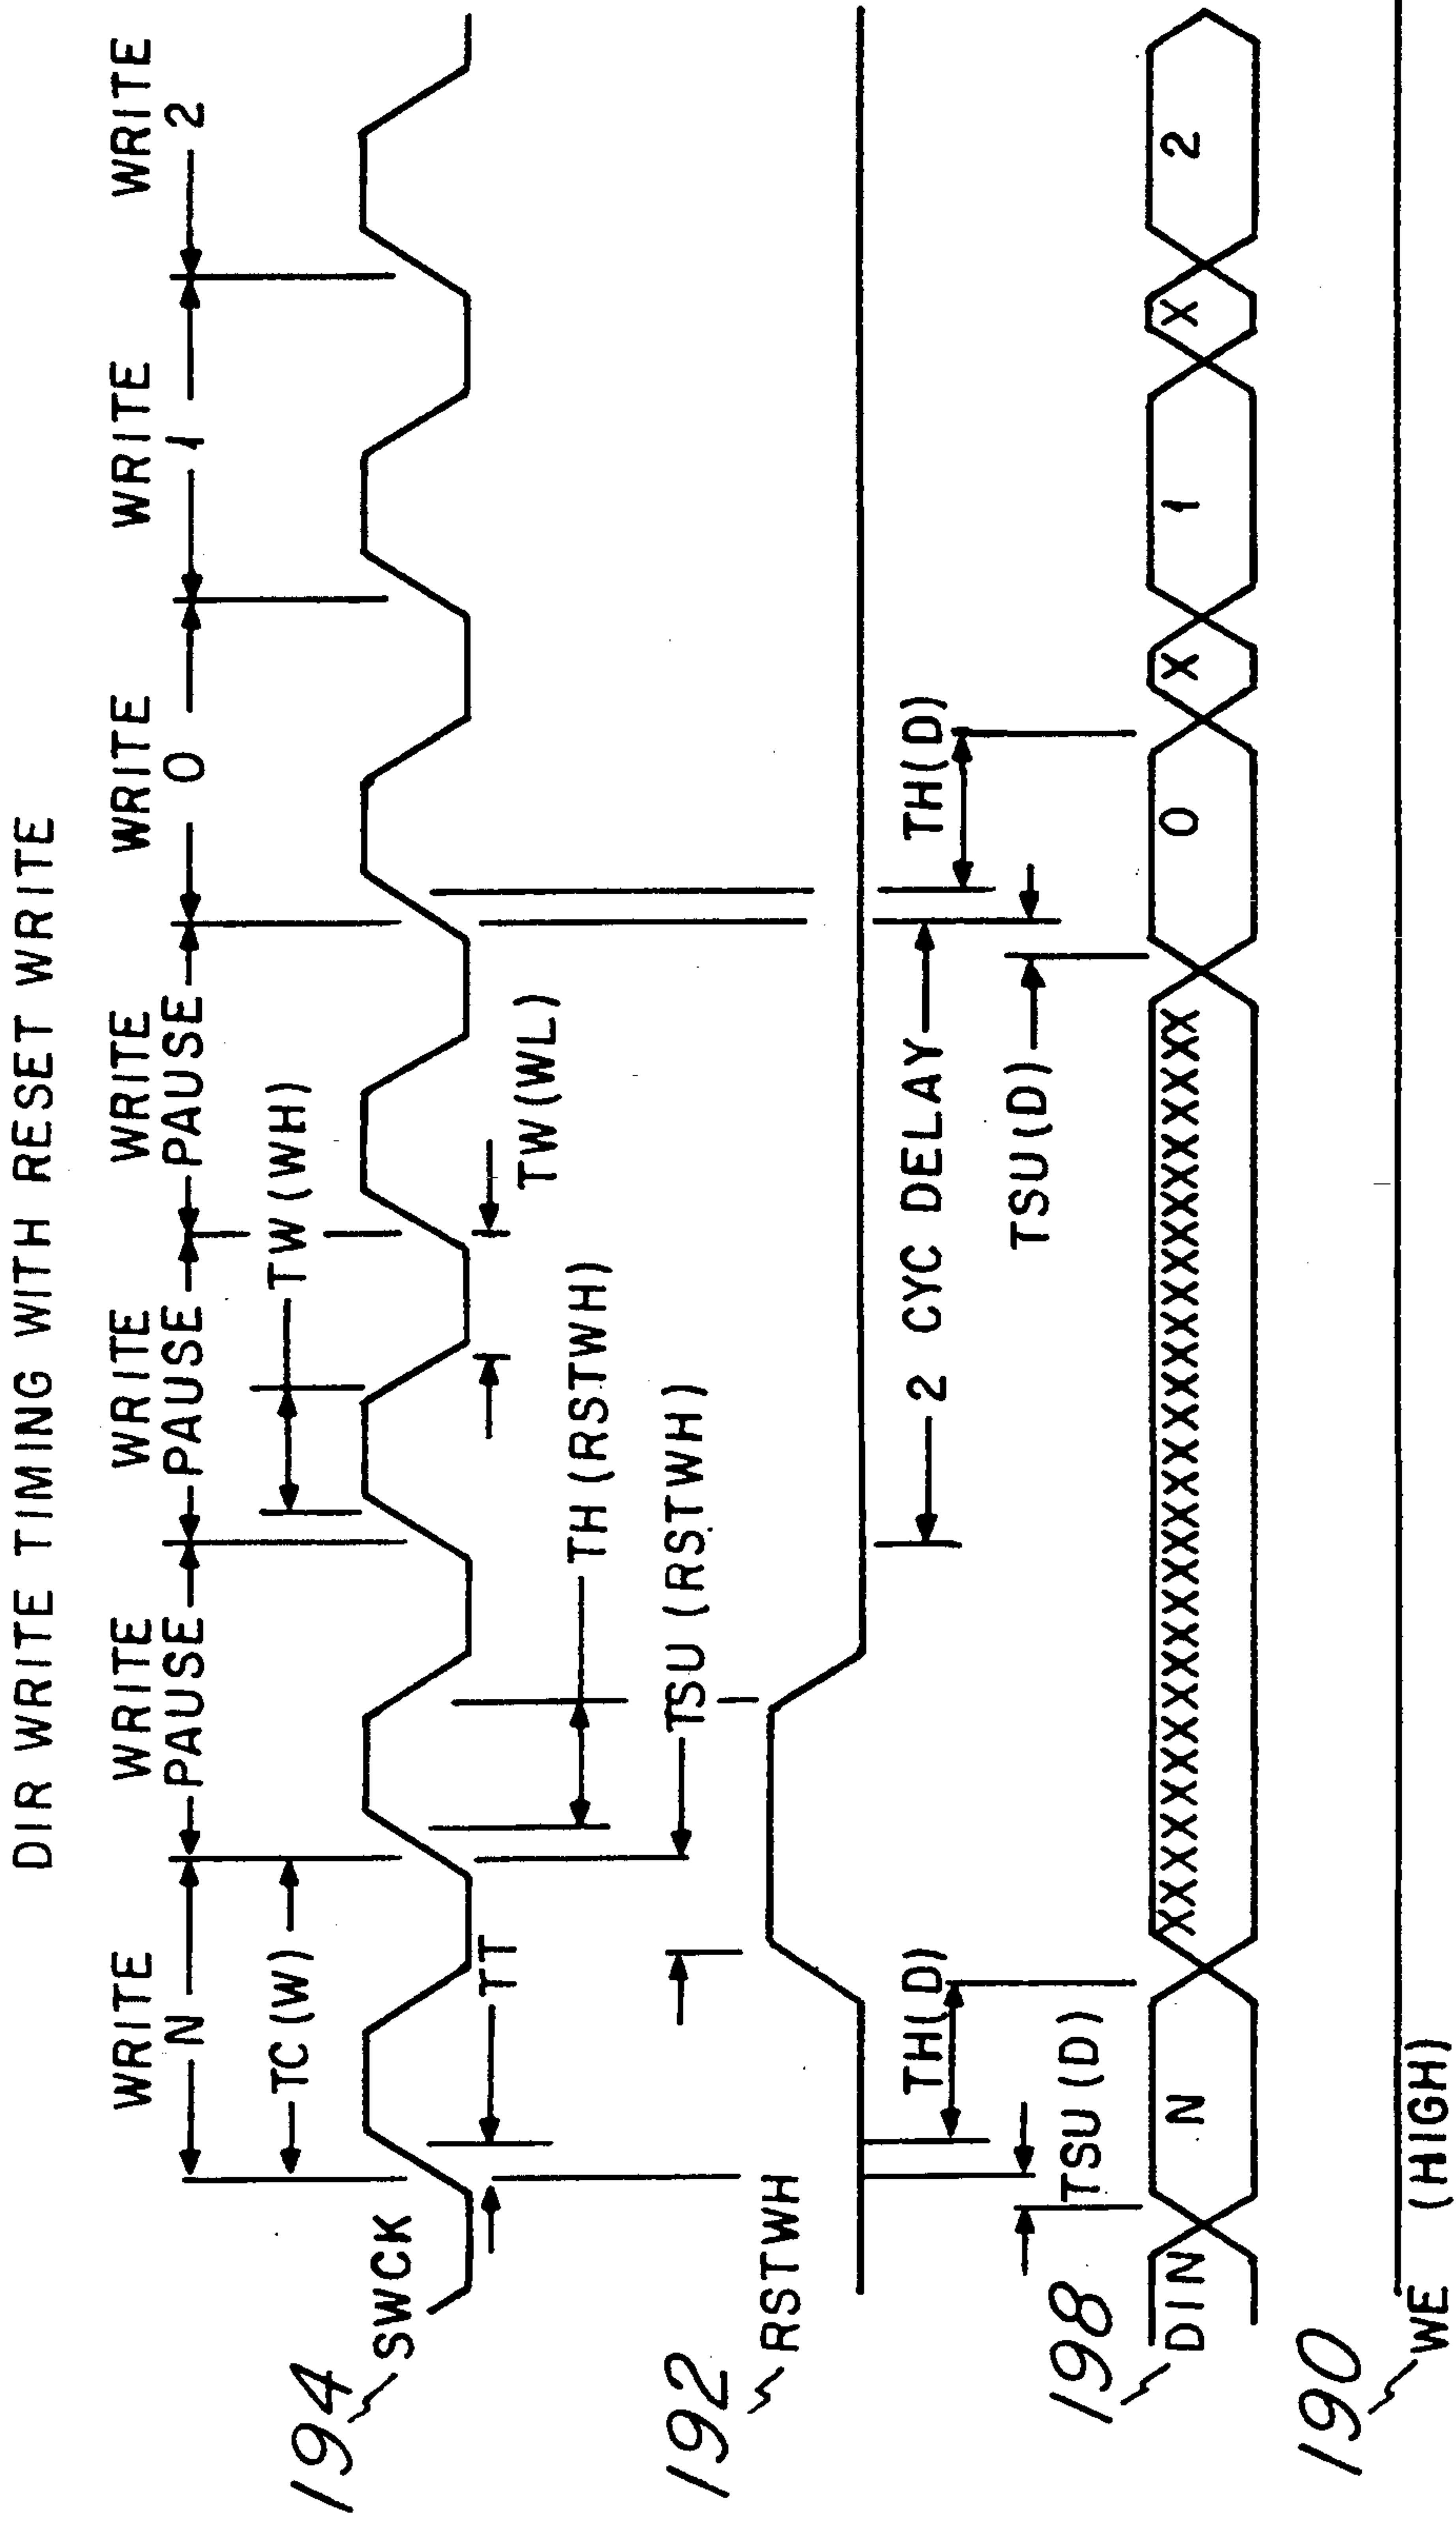 DIR WRITE TIMING WITH RESET WRITE
WRITE WRITE WRITE WRITE WRITE WRITE WRITE
N PAUSE PAUSE PAUSE 0 1 2
TC (W) TW (WH)
194 SWCK
TT TW (WL)
TH (RSTWH)
TSU (RSTWH)
192 RSTWH
TH(D) 2 CYC DELAY TH(D)
TSU (D) TSU (D)
198 DIN N XXXXXXXXXXXXXXXXXXXXXXXXX 0 X 1 X 2
190 WE (HIGH)